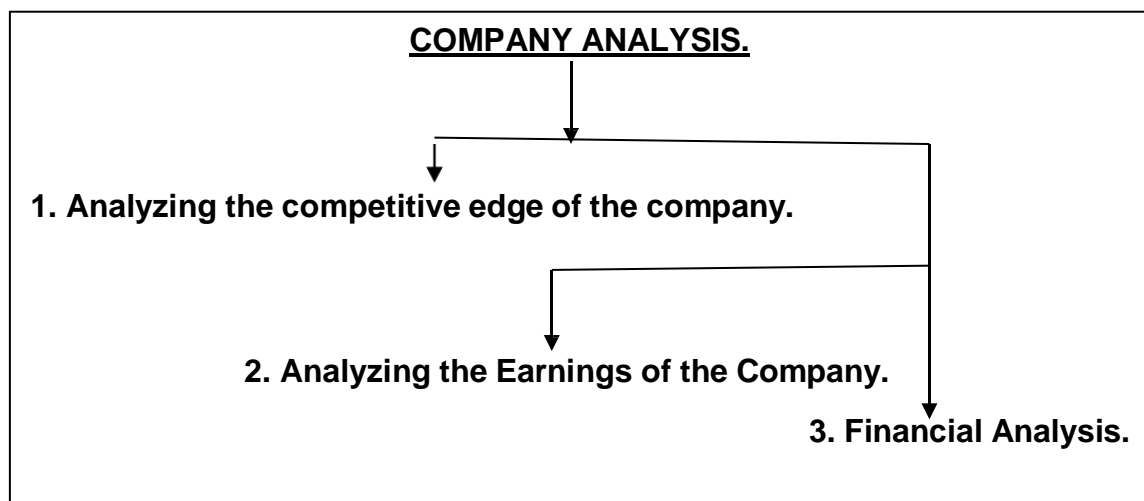 COMPANY ANALYSIS.
1. Analyzing the competitive edge of the company.
2. Analyzing the Earnings of the Company.
3. Financial Analysis.